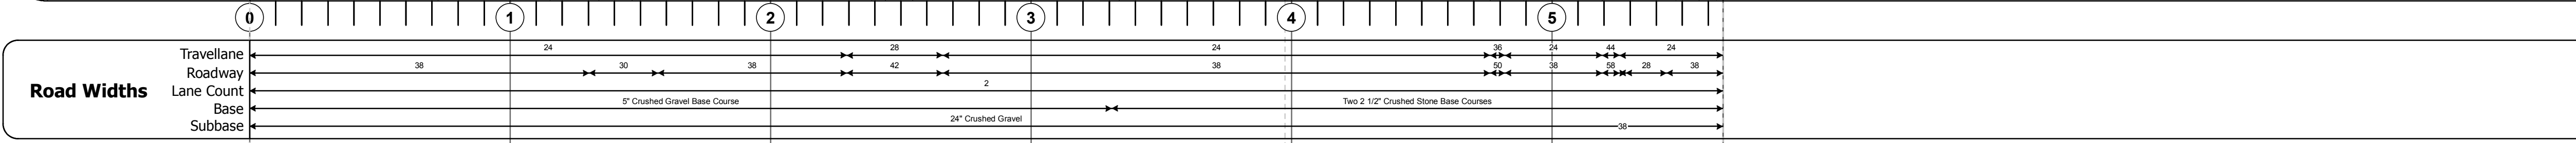 0 1 2 3 4 5
Road Widths
Travellane 24 28 24 36 24 44 24
Roadway 38 30 38 42 38 50 38 58 28 38
Lane Count 2
Base 5" Crushed Gravel Base Course Two 2 1/2" Crushed Stone Base Courses
Subbase 24" Crushed Gravel
38